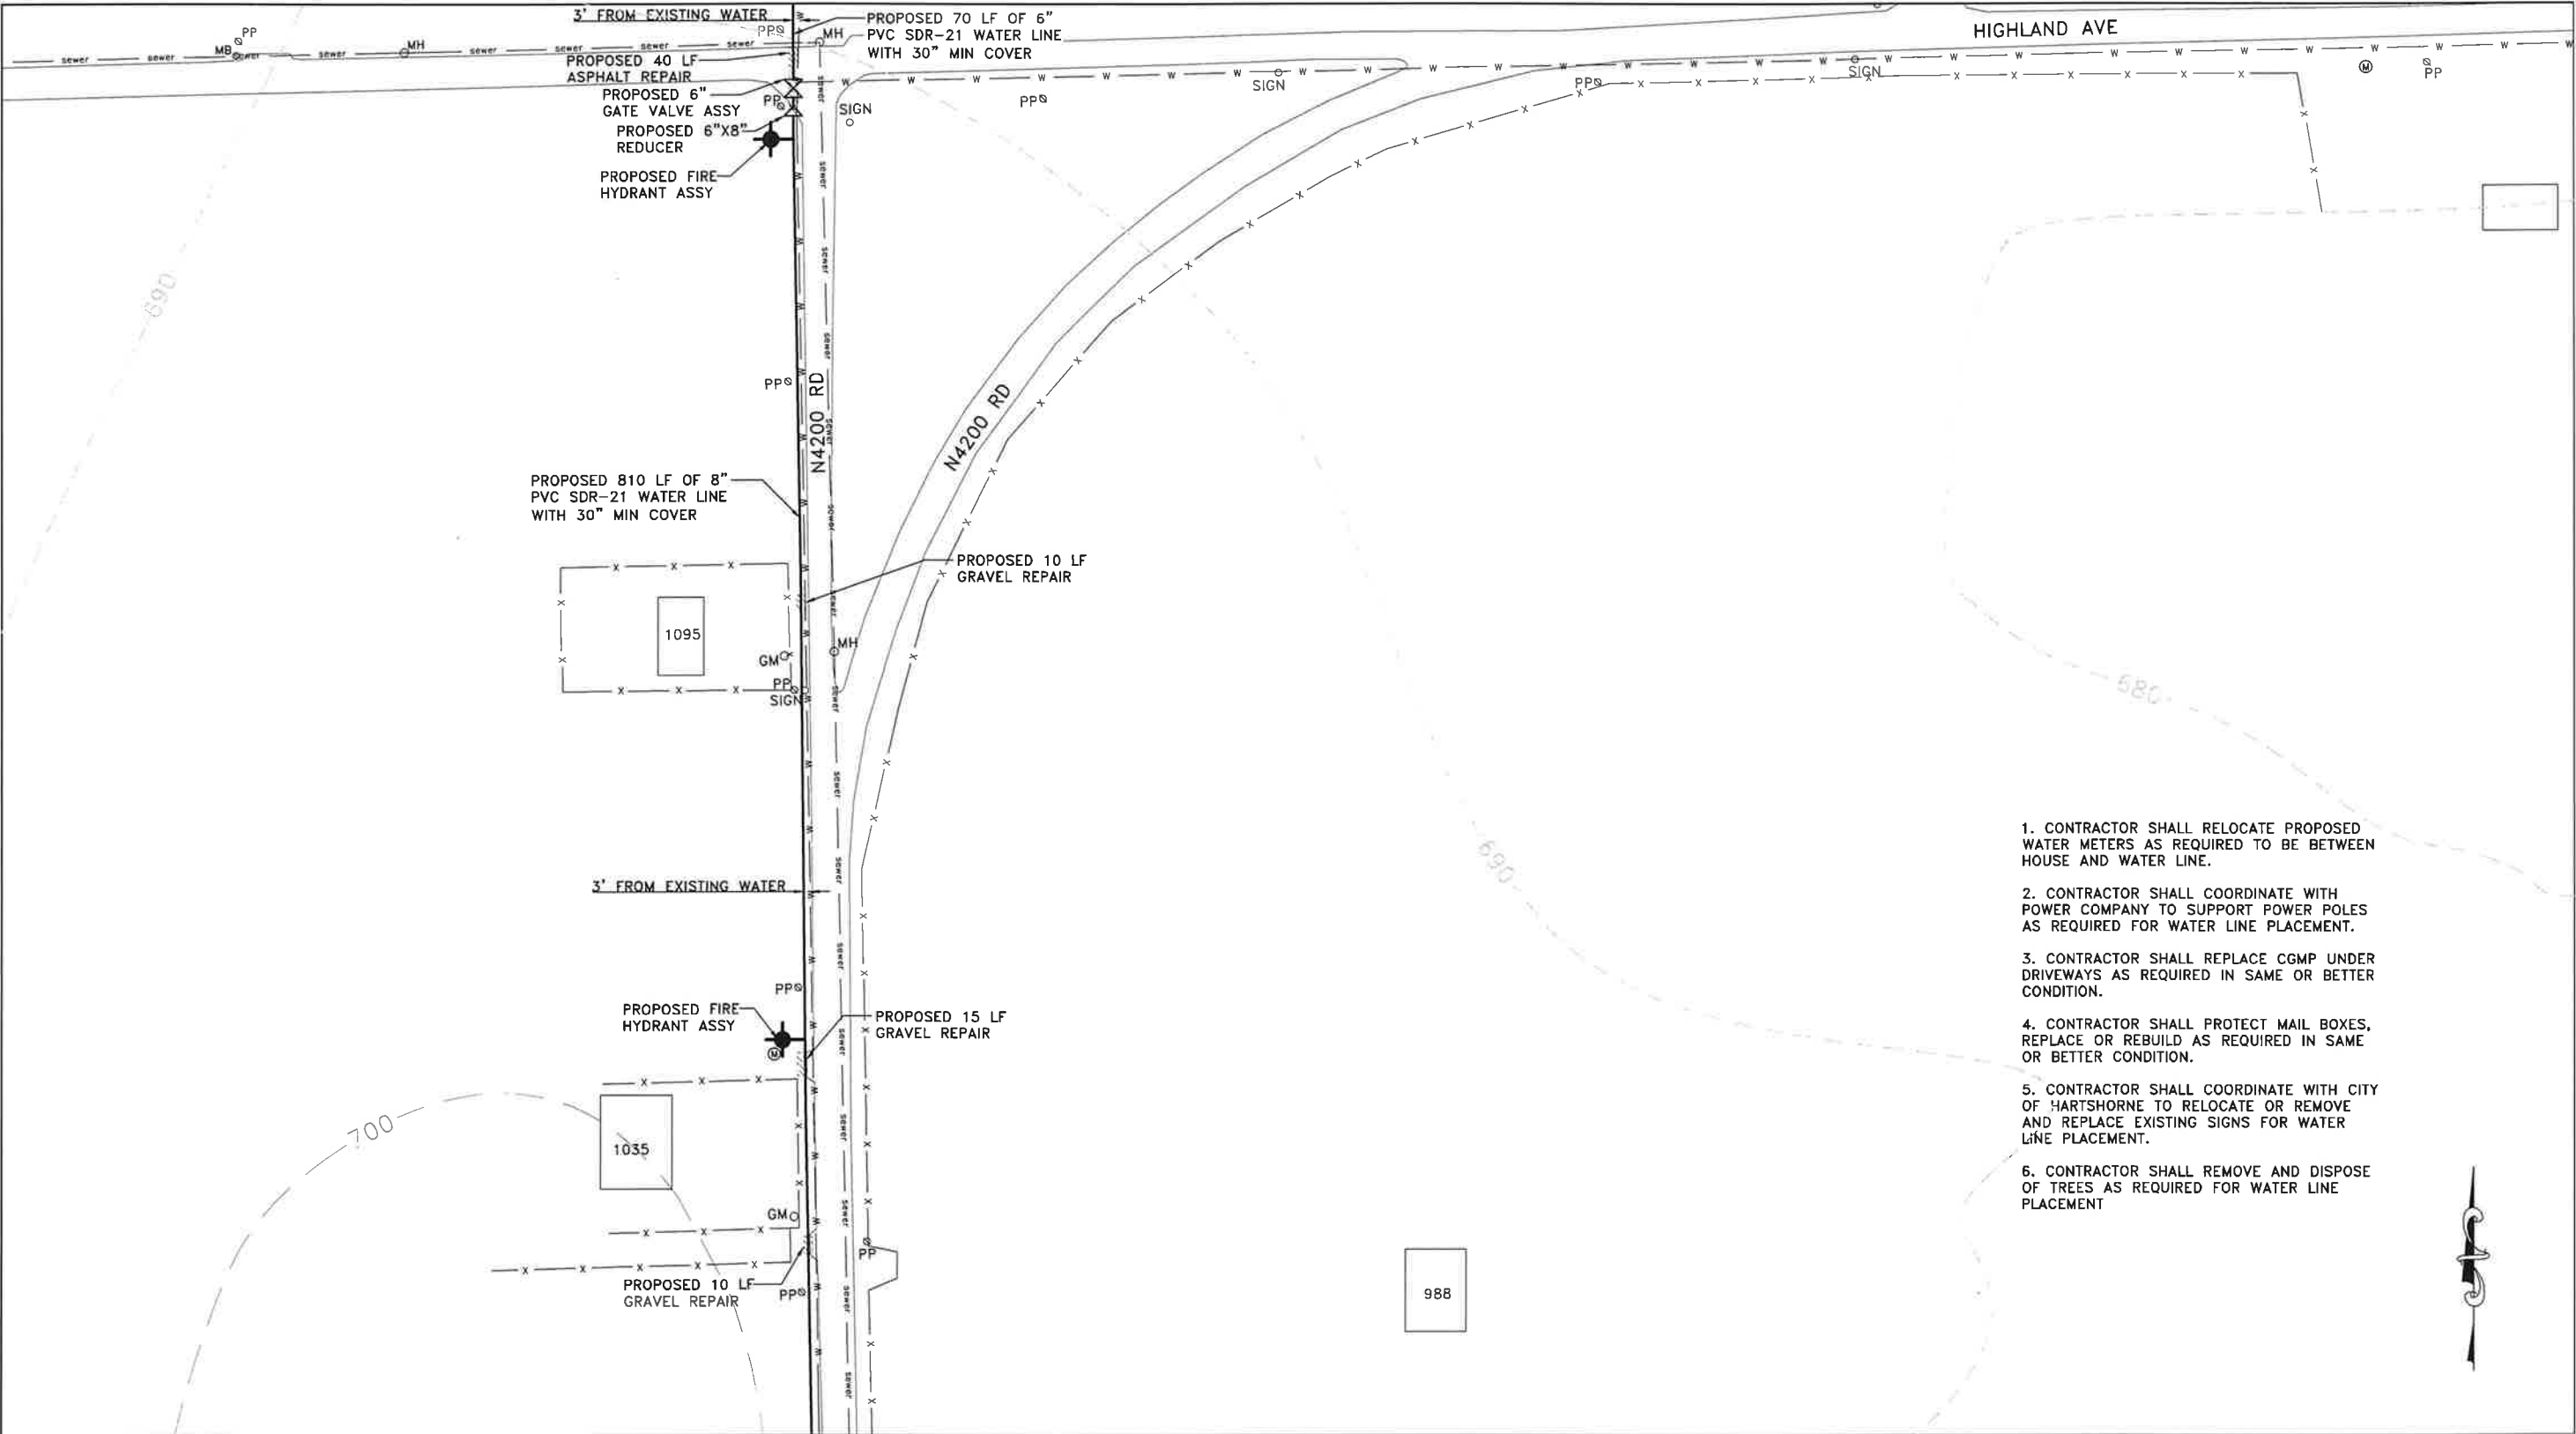 3' FROM EXISTING WATER
PROPOSED 70 LF OF 6"
PVC SDR-21 WATER LINE
WITH 30" MIN COVER
HIGHLAND AVE
PP
MB
MH
PP
MH
sewer sewer sewer sewer sewer sewer sewer sewer
PROPOSED 40 LF
ASPHALT REPAIR
PROPOSED 6"
GATE VALVE ASSY
PP
PROPOSED 6"X8"
REDUCER
PROPOSED FIRE
HYDRANT ASSY
SIGN
PP
SIGN
PP
SIGN
M
PP
690
PP
N4200 RD
N4200 RD
PROPOSED 810 LF OF 8"
PVC SDR-21 WATER LINE
WITH 30" MIN COVER
PROPOSED 10 LF
GRAVEL REPAIR
1095
GM
MH
PP
SIGN
680
690
3' FROM EXISTING WATER
PP
PROPOSED FIRE
HYDRANT ASSY
M
PROPOSED 15 LF
GRAVEL REPAIR
700
1035
GM
PP
PROPOSED 10 LF
GRAVEL REPAIR
PP
988
1. CONTRACTOR SHALL RELOCATE PROPOSED
WATER METERS AS REQUIRED TO BE BETWEEN
HOUSE AND WATER LINE.
2. CONTRACTOR SHALL COORDINATE WITH
POWER COMPANY TO SUPPORT POWER POLES
AS REQUIRED FOR WATER LINE PLACEMENT.
3. CONTRACTOR SHALL REPLACE CGMP UNDER
DRIVEWAYS AS REQUIRED IN SAME OR BETTER
CONDITION.
4. CONTRACTOR SHALL PROTECT MAIL BOXES,
REPLACE OR REBUILD AS REQUIRED IN SAME
OR BETTER CONDITION.
5. CONTRACTOR SHALL COORDINATE WITH CITY
OF HARTSHORNE TO RELOCATE OR REMOVE
AND REPLACE EXISTING SIGNS FOR WATER
LINE PLACEMENT.
6. CONTRACTOR SHALL REMOVE AND DISPOSE
OF TREES AS REQUIRED FOR WATER LINE
PLACEMENT